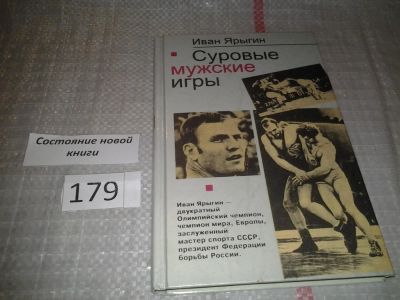 Иван Ярыгин
Суровые
мужские
игры
Состояние новой
книги
179
Иван Ярыгин —
двукратный
Олимпийский чемпион,
чемпион мира, Европы,
заслуженный
мастер спорта СССР,
президент Федерации
борьбы России.